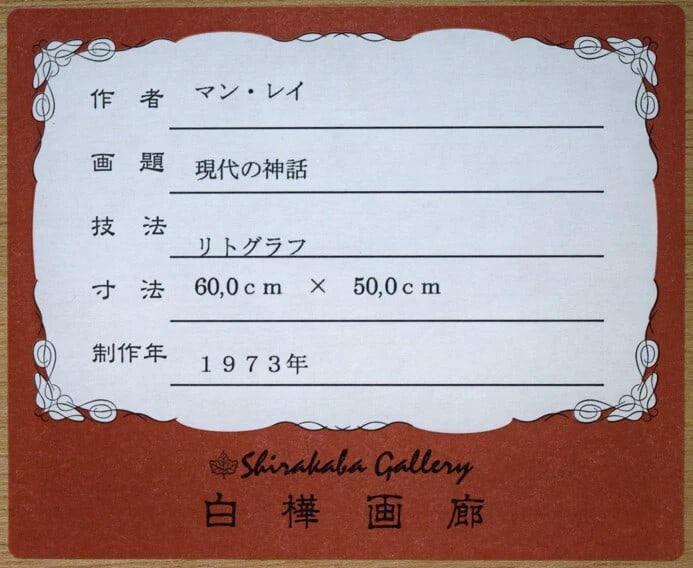 作者 マン・レイ
画題 現代の神話
技法 リトグラフ
寸法 60,0ｃｍ × 50,0ｃｍ
制作年 １９７３年
Shirakaba Gallery
白樺画廊